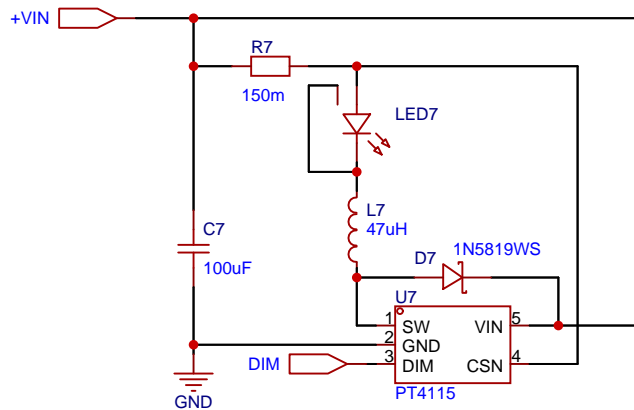 +VIN
R7
150m
LED7
L7
47uH
C7
100uF
D7
1N5819WS
U7
1 SW VIN 5
2 GND
3 DIM CSN 4
DIM
PT4115
GND